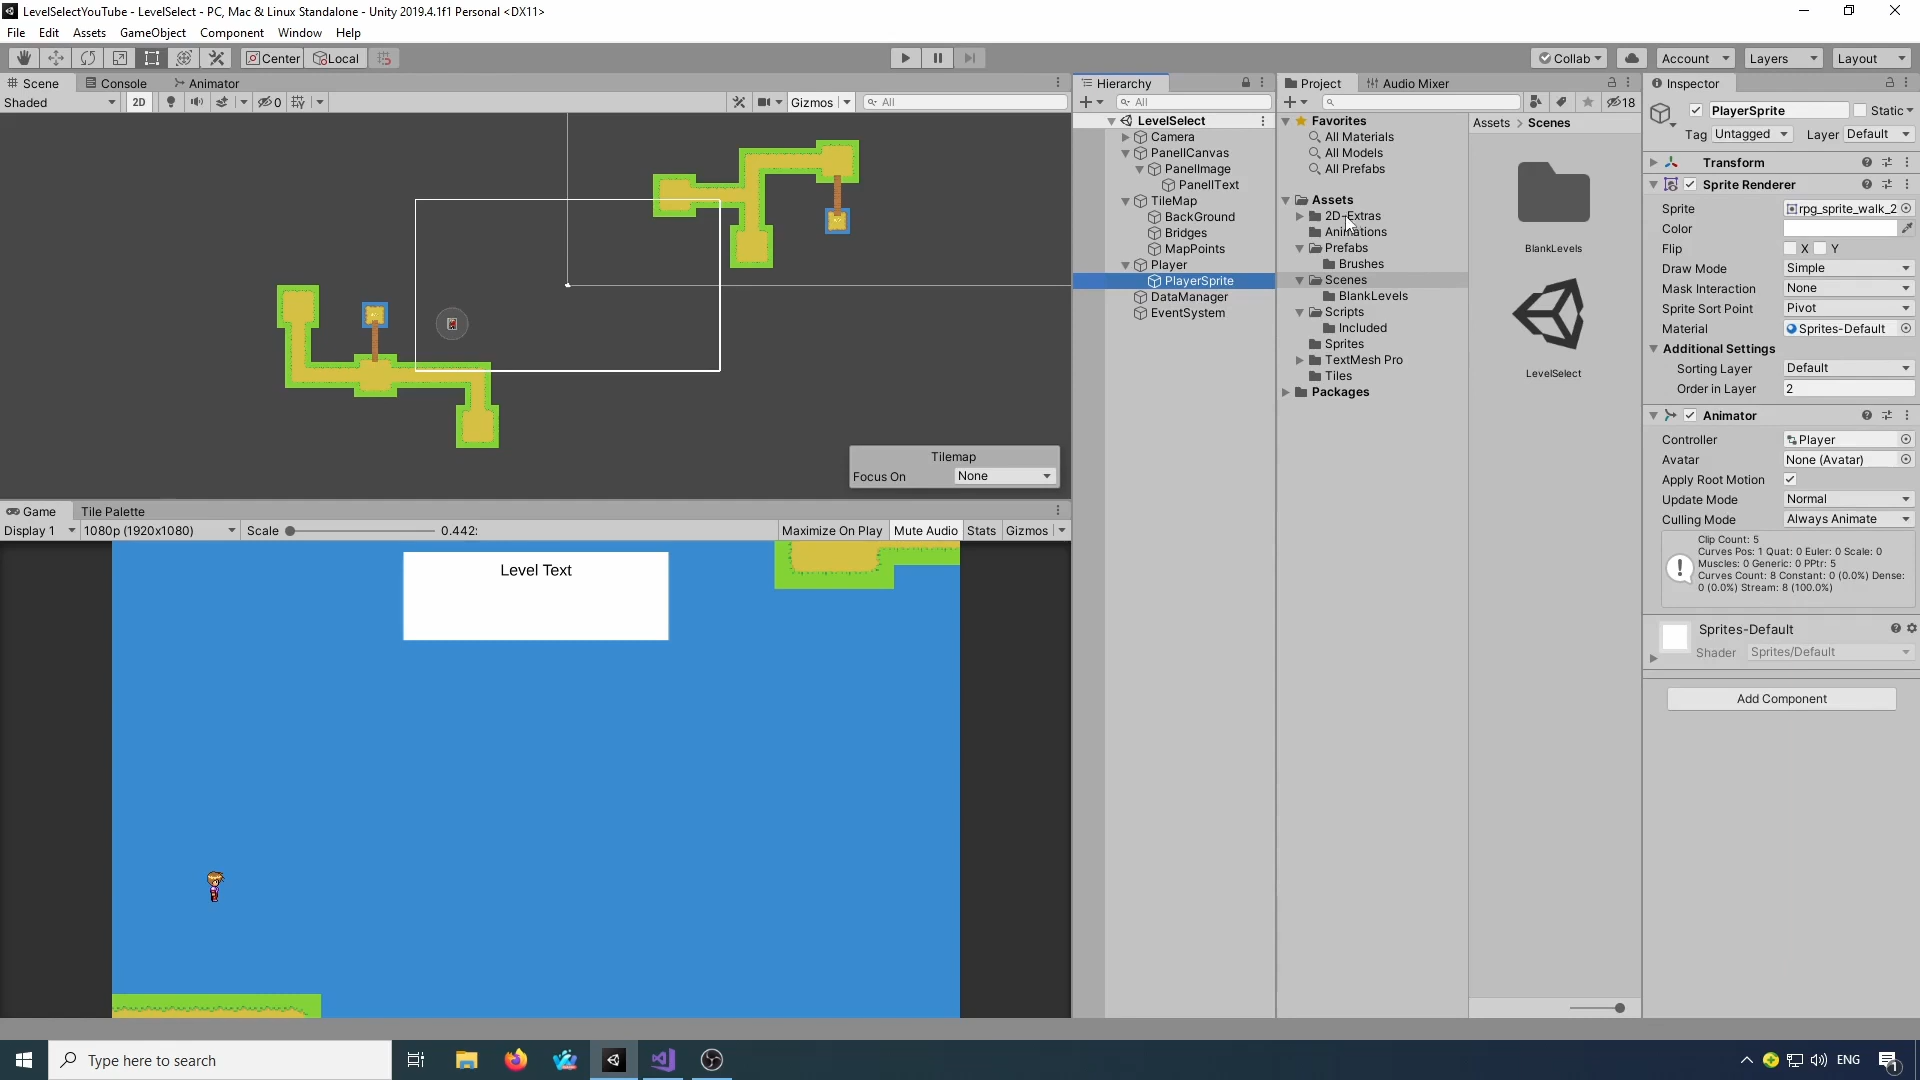 LevelSelectYouTube - LevelSelect - PC, Mac & Linux Standalone - Unity 2019.4.1f1 Personal <DX11>
File Edit Assets GameObject Component Window Help
Center Local Collab Account Layers Layout
Scene Console Animator
Shaded 2D 0 Gizmos All
Tilemap
Focus On None
Game Tile Palette
Display 1 1080p (1920x1080) Scale 0.442: Maximize On Play Mute Audio Stats Gizmos
Level Text
Hierarchy
All
LevelSelect
Camera
PanelICanvas
PanelImage
PanelIText
TileMap
BackGround
Bridges
MapPoints
Player
PlayerSprite
DataManager
EventSystem
Project Audio Mixer
18
Favorites
All Materials
All Models
All Prefabs
Assets
2D-Extras
Animations
Prefabs
Brushes
Scenes
BlankLevels
Scripts
Included
Sprites
TextMesh Pro
Tiles
Packages
Assets > Scenes
BlankLevels
LevelSelect
Inspector
PlayerSprite Static
Tag Untagged Layer Default
Transform
Sprite Renderer
Sprite rpg_sprite_walk_2
Color
Flip X Y
Draw Mode Simple
Mask Interaction None
Sprite Sort Point Pivot
Material Sprites-Default
Additional Settings
Sorting Layer Default
Order in Layer 2
Animator
Controller Player
Avatar None (Avatar)
Apply Root Motion
Update Mode Normal
Culling Mode Always Animate
Clip Count: 5
Curves Pos: 1 Quat: 0 Euler: 0 Scale: 0
Muscles: 0 Generic: 0 PPtr: 5
Curves Count: 8 Constant: 0 (0.0%) Dense:
0 (0.0%) Stream: 8 (100.0%)
Sprites-Default
Shader Sprites/Default
Add Component
Type here to search
ENG
1